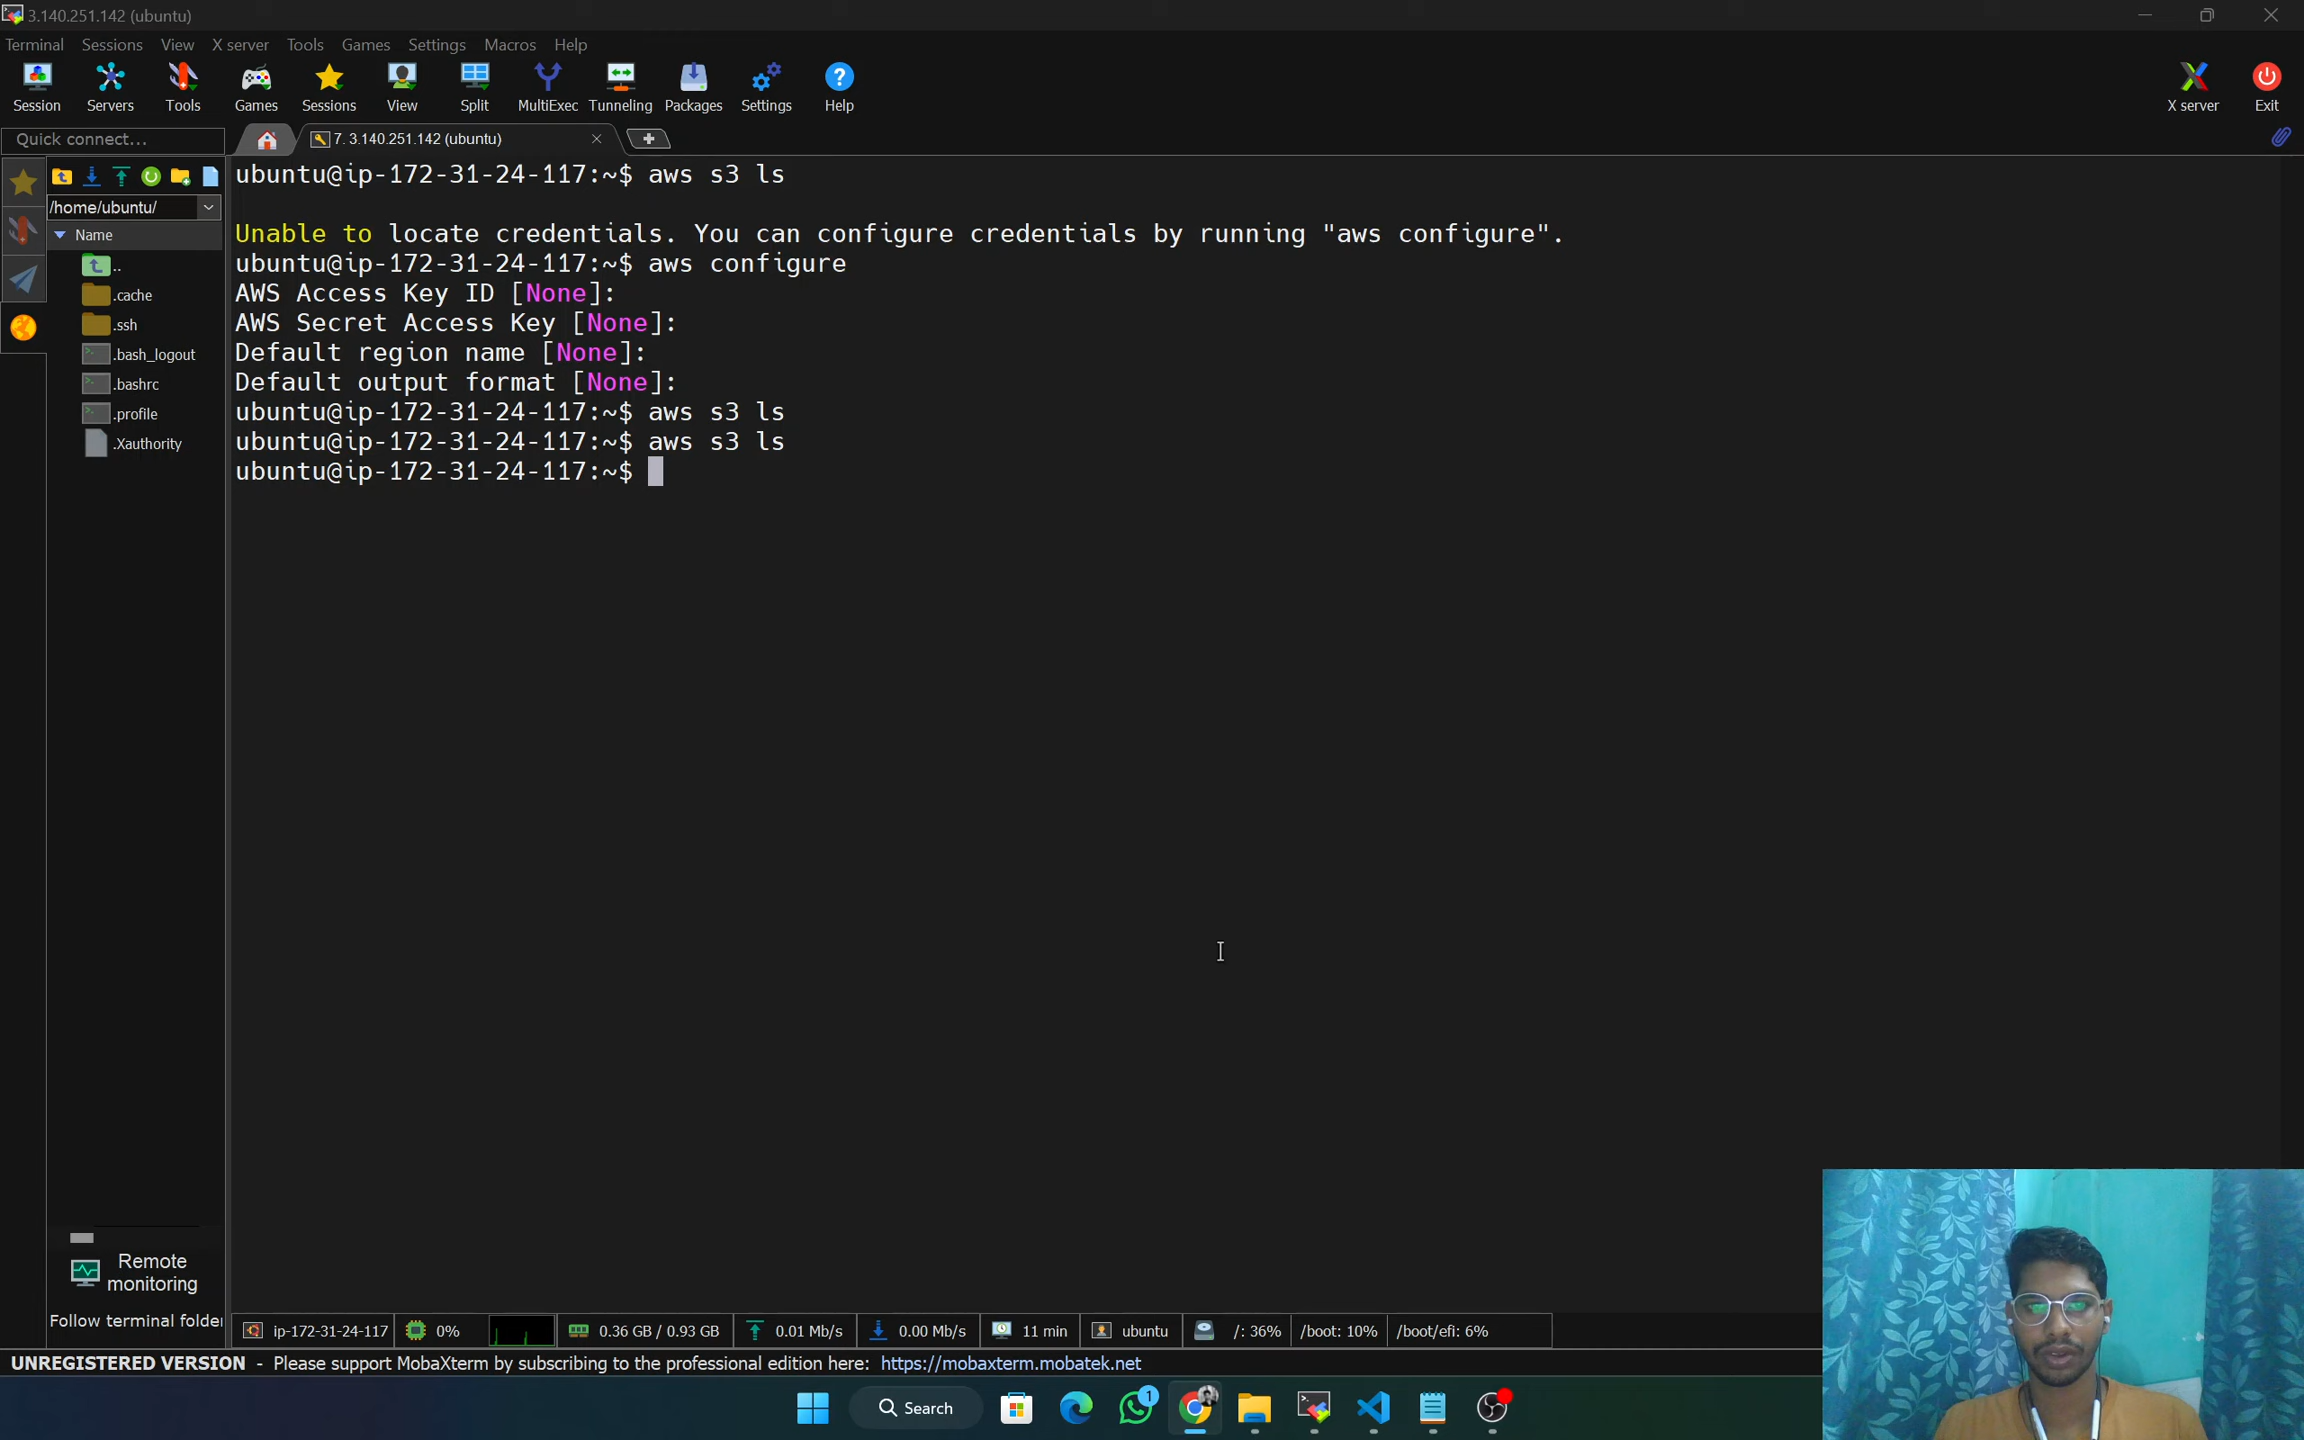 3.140.251.142 (ubuntu)
Terminal Sessions View X server Tools Games Settings Macros Help
Session Servers Tools Games Sessions View Split MultiExec Tunneling Packages Settings Help X server Exit
Quick connect... 7. 3.140.251.142 (ubuntu)
/home/ubuntu/
Name
..
.cache
.ssh
.bash_logout
.bashrc
.profile
.Xauthority
ubuntu@ip-172-31-24-117:~$ aws s3 ls
Unable to locate credentials. You can configure credentials by running "aws configure".
ubuntu@ip-172-31-24-117:~$ aws configure
AWS Access Key ID [None]:
AWS Secret Access Key [None]:
Default region name [None]:
Default output format [None]:
ubuntu@ip-172-31-24-117:~$ aws s3 ls
ubuntu@ip-172-31-24-117:~$ aws s3 ls
ubuntu@ip-172-31-24-117:~$
Remote
monitoring
Follow terminal folder
ip-172-31-24-117 0% 0.36 GB / 0.93 GB 0.01 Mb/s 0.00 Mb/s 11 min ubuntu /: 36% /boot: 10% /boot/efi: 6%
UNREGISTERED VERSION - Please support MobaXterm by subscribing to the professional edition here: https://mobaxterm.mobatek.net
Search 1